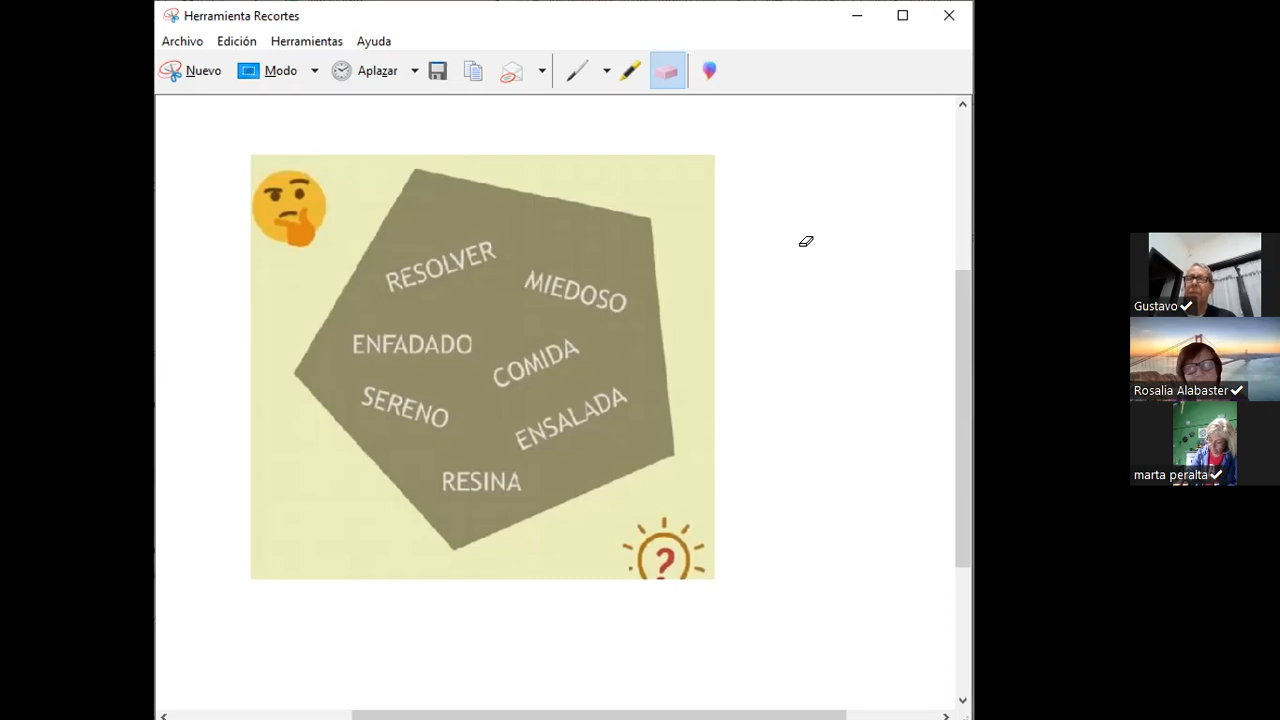 Herramienta Recortes
Archivo Edición Herramientas Ayuda
Nuevo Modo Aplazar
RESOLVER
MIEDOSO
ENFADADO
COMIDA
SERENO
ENSALADA
RESINA
?
Gustavo
Rosalia Alabaster
marta peralta